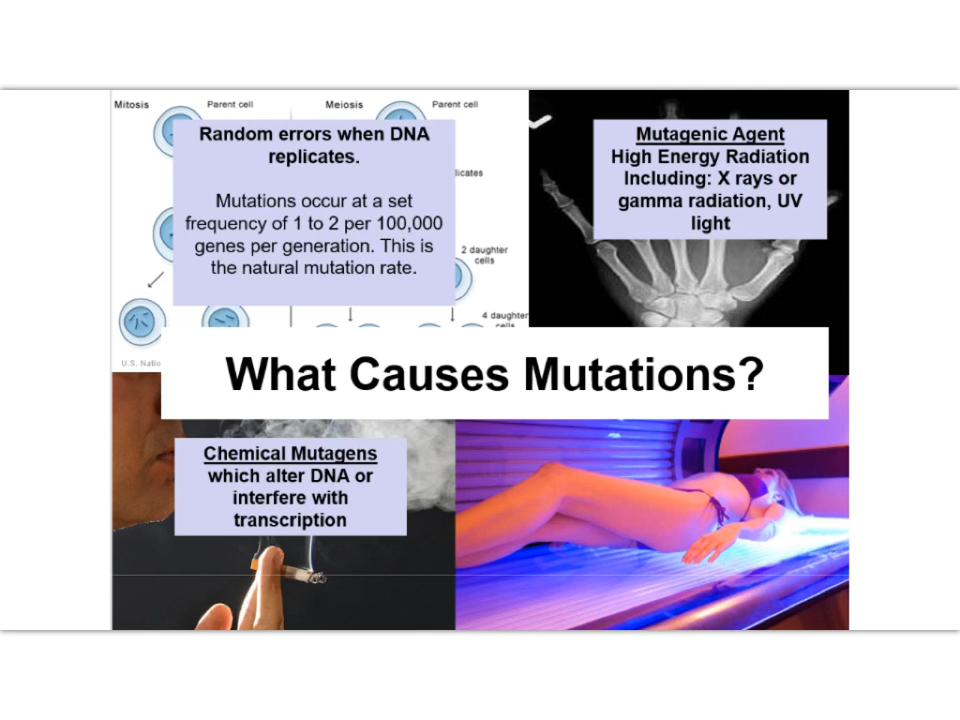 Mitosis
Parent cell
Meiosis
Parent cell
Random errors when DNA
replicates.
Mutations occur at a set
frequency of 1 to 2 per 100,000
genes per generation. This is
the natural mutation rate.
2 daughter
cells
4 daughter
cells
U.S.
Mutagenic Agent
High Energy Radiation
Including: X rays or
gamma radiation, UV
light
What Causes Mutations?
Chemical Mutagens
which alter DNA or
interfere with
transcription